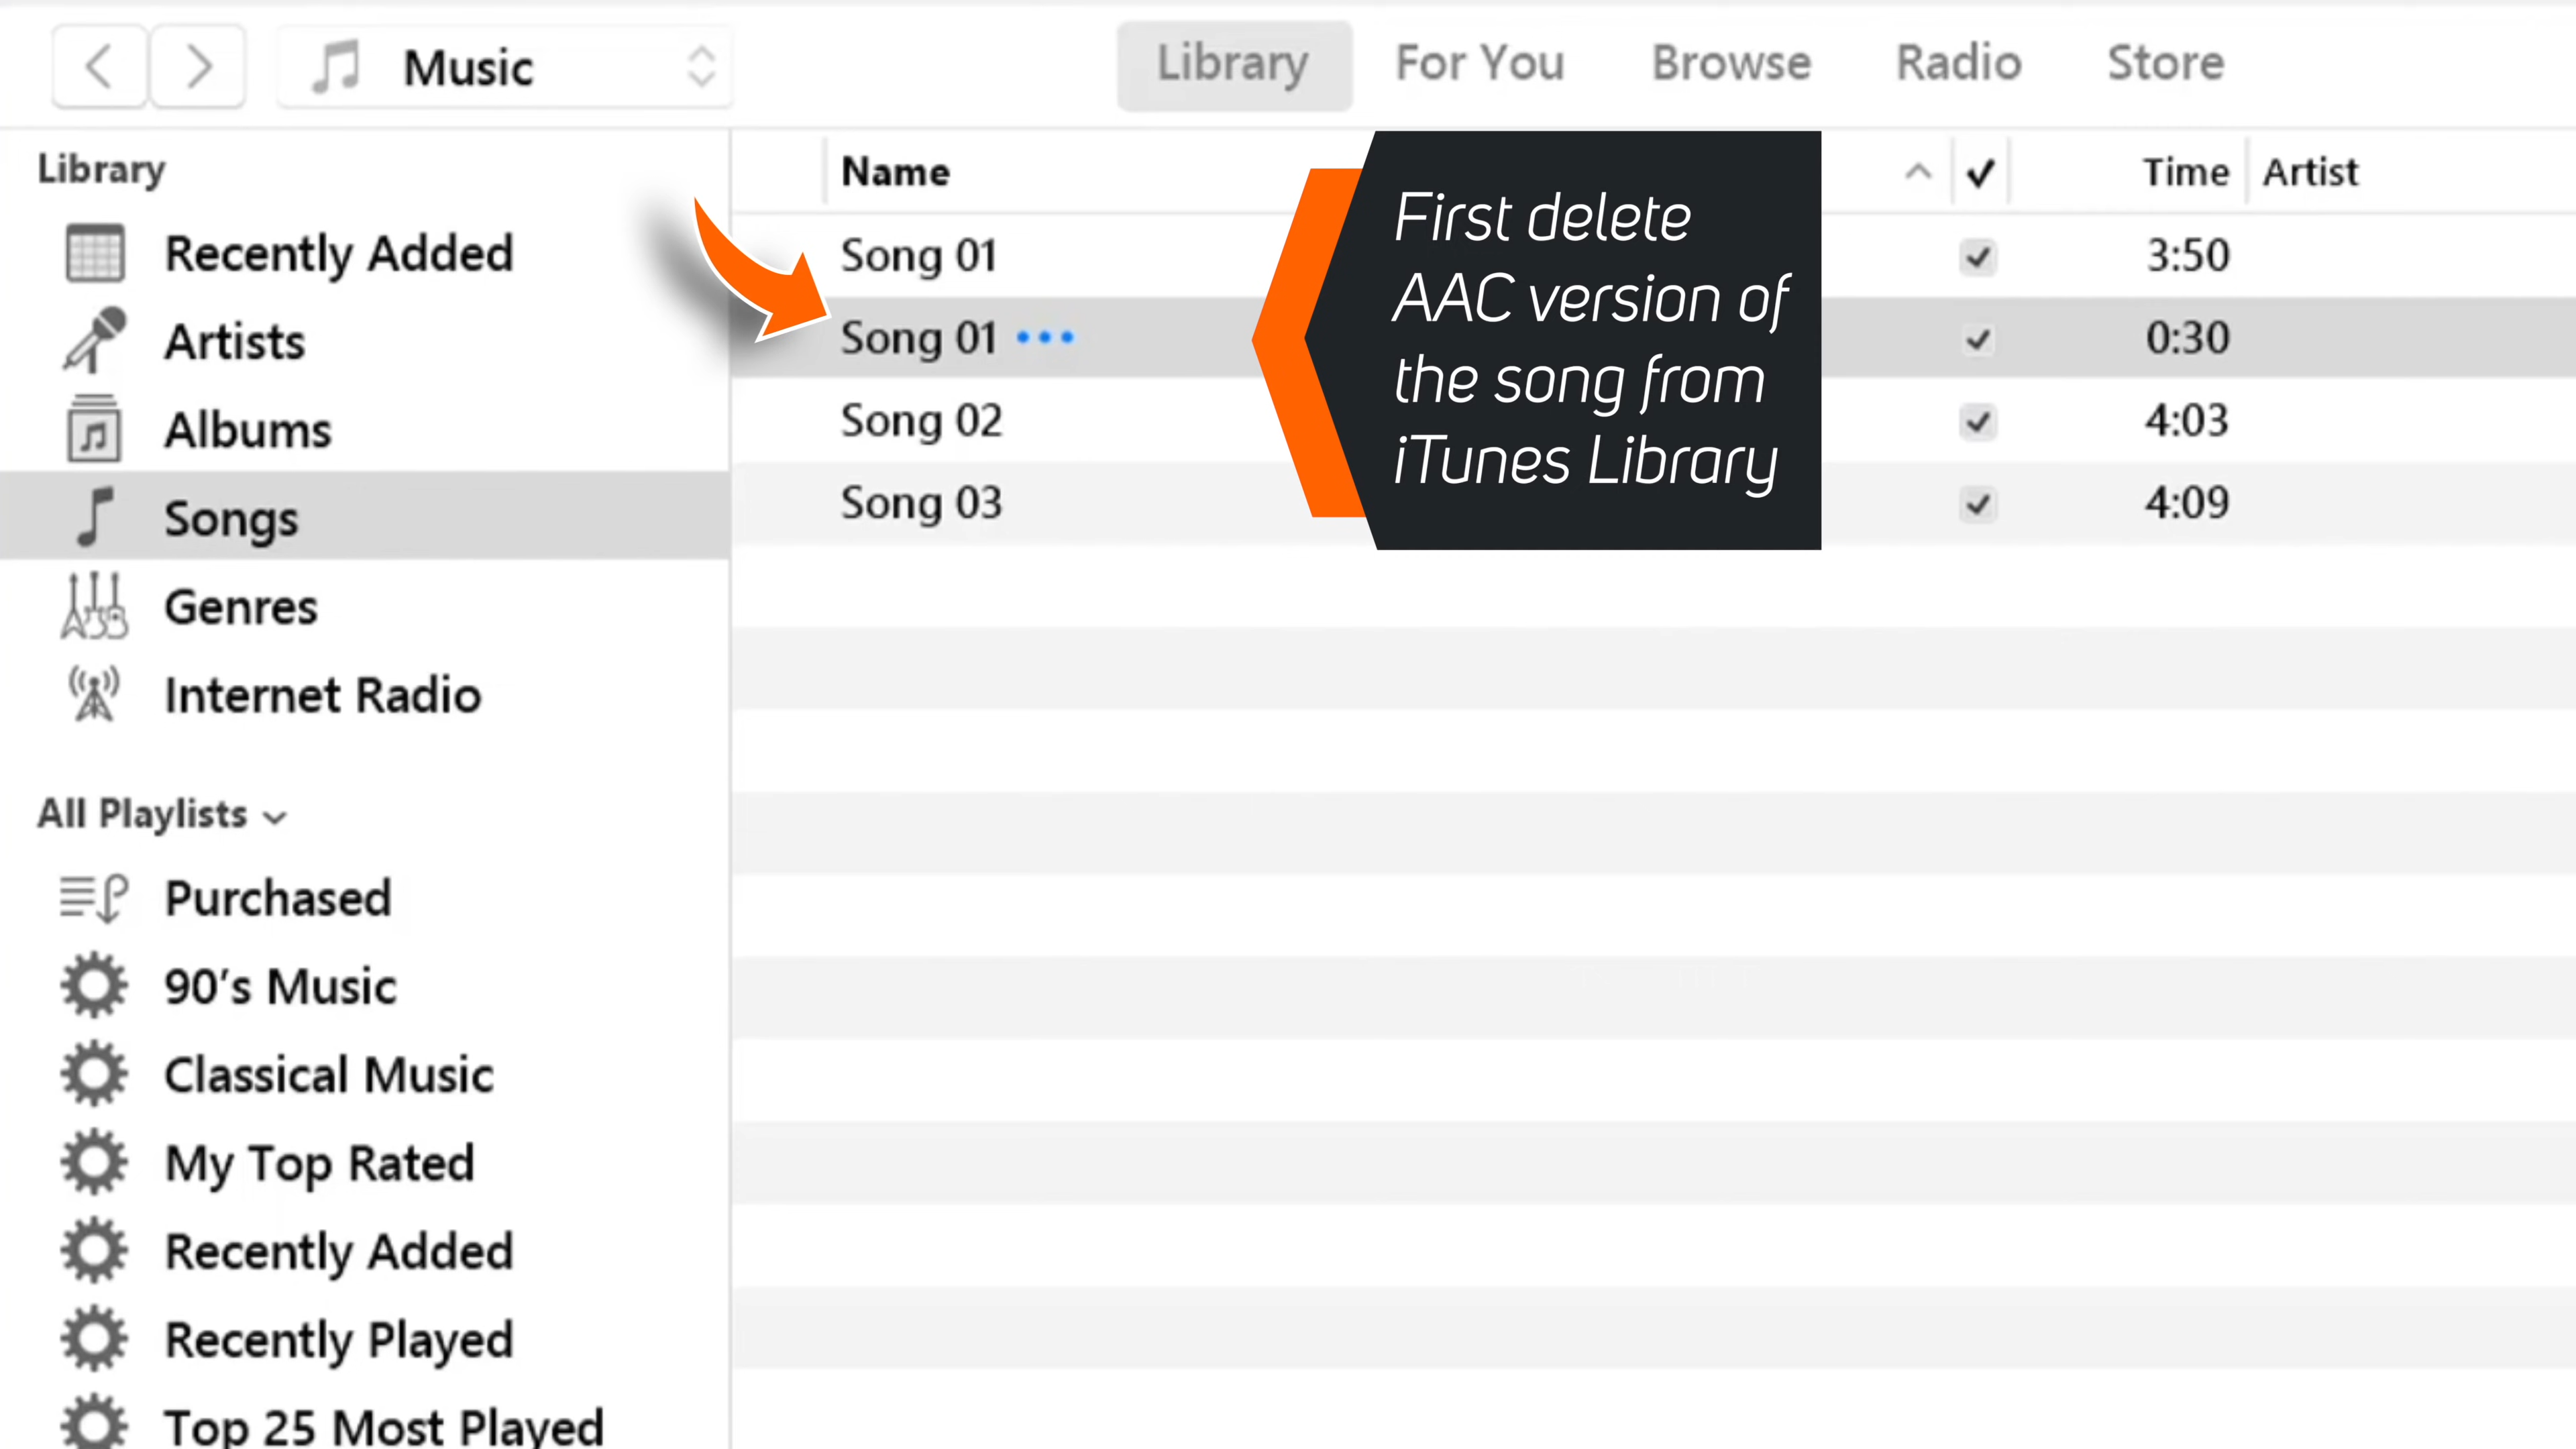 Music
Library
For You
Browse
Radio
Store
Library
Recently Added
Artists
Albums
Songs
Genres
Internet Radio
All Playlists
Purchased
90's Music
Classical Music
My Top Rated
Recently Added
Recently Played
Top 25 Most Played
Name
Time
Artist
Song 01
3:50
Song 01
0:30
Song 02
4:03
Song 03
4:09
First delete
AAC version of
the song from
iTunes Library